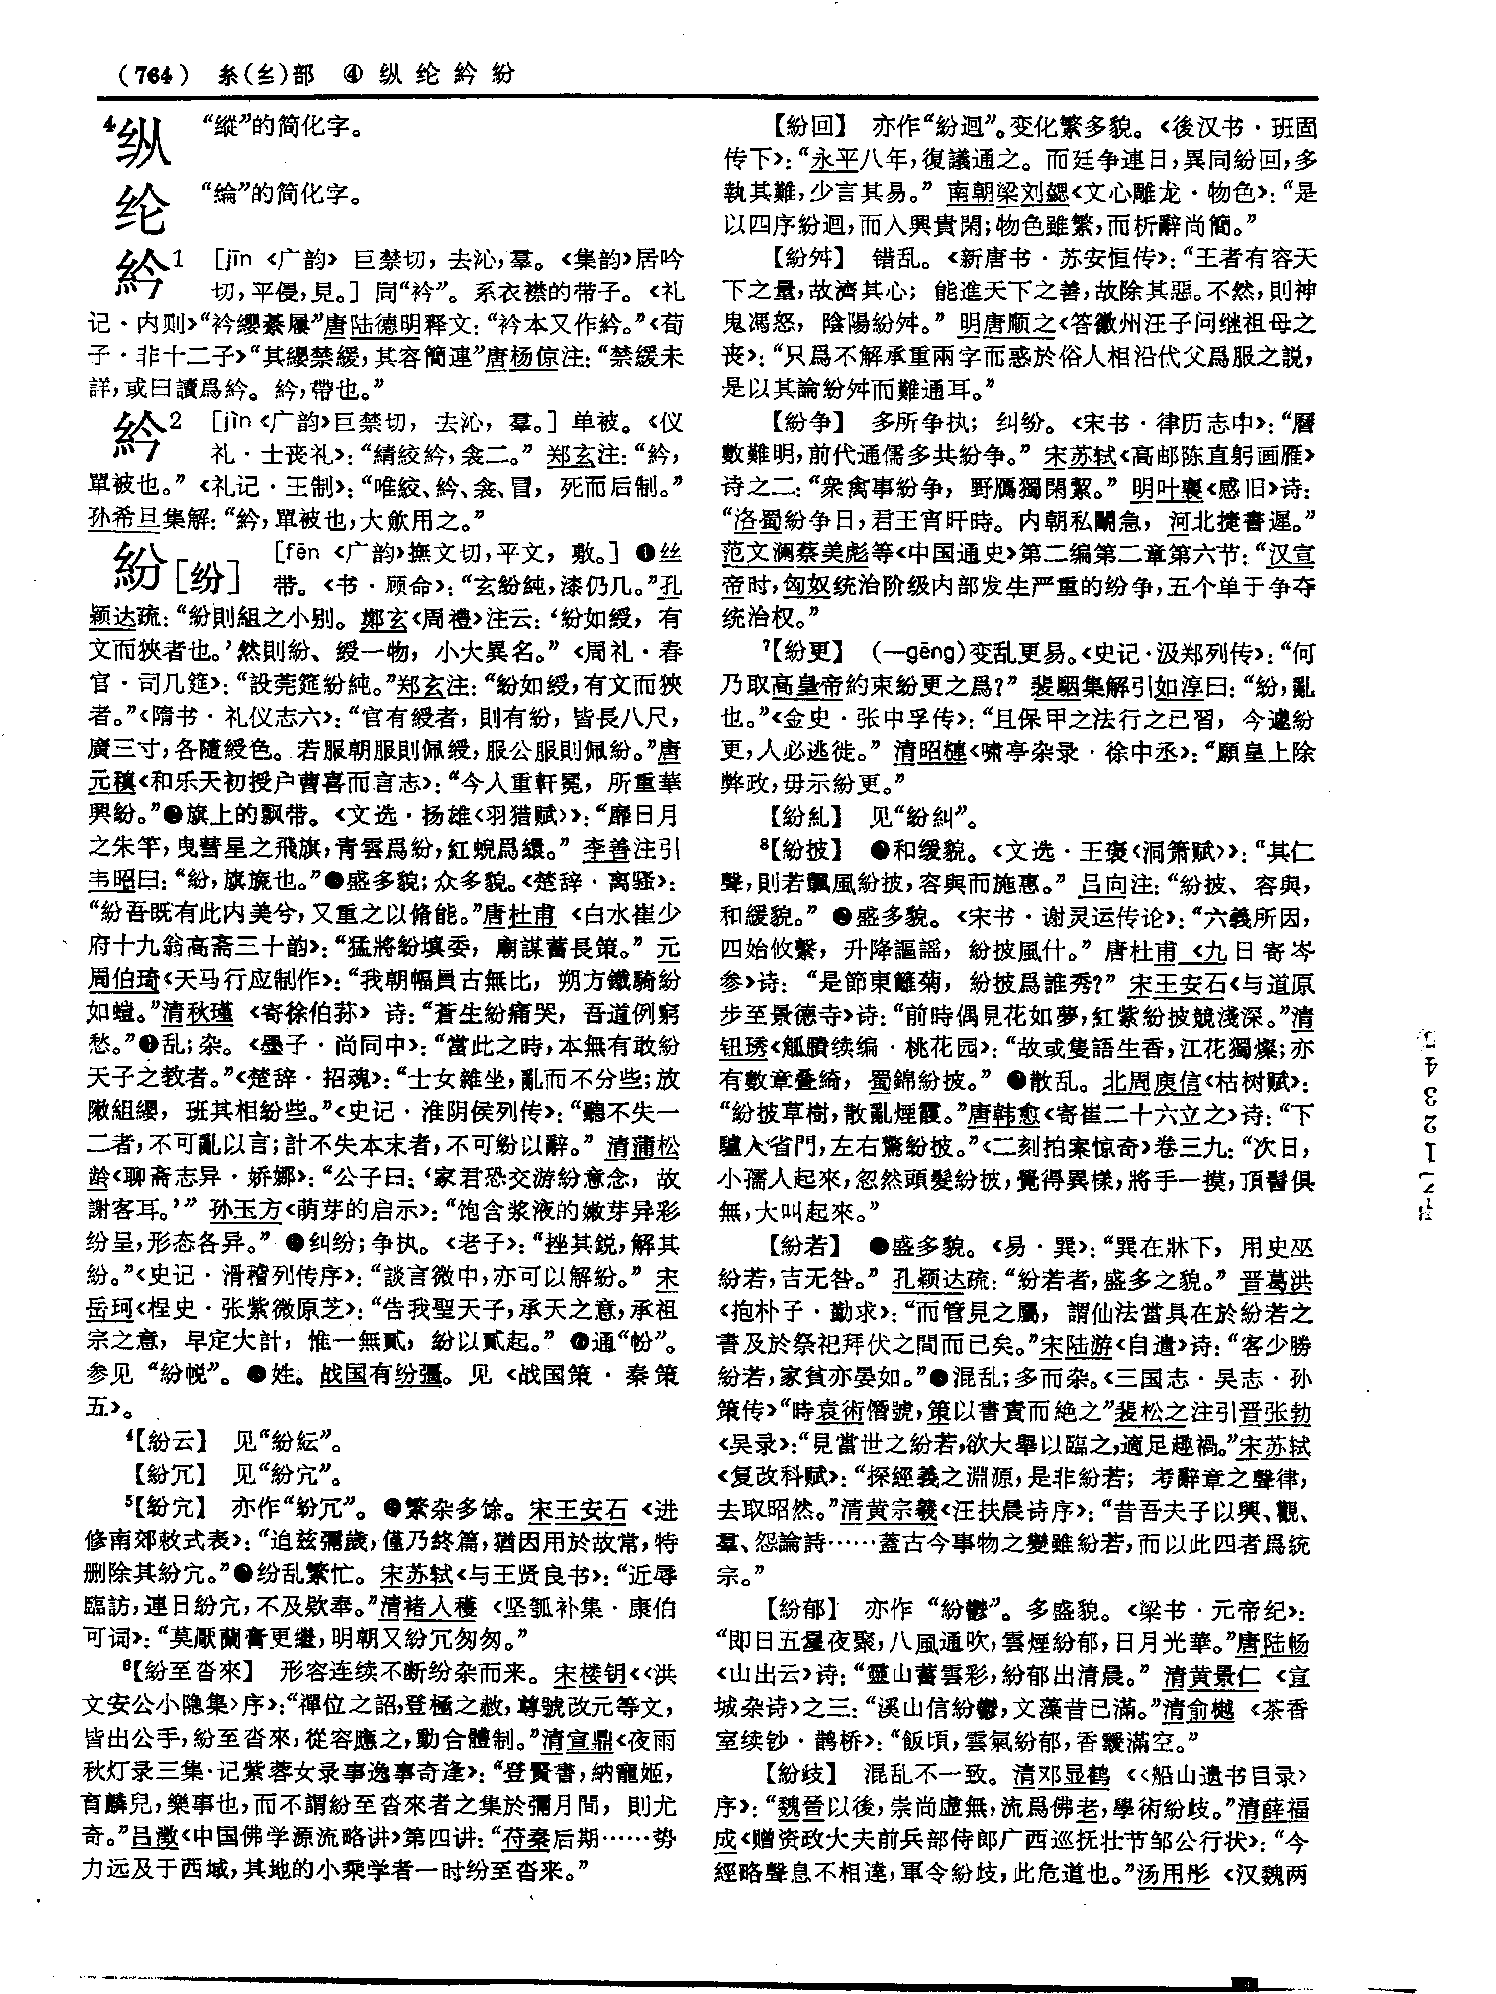 (764) 糸(纟)部 ④ 纵 纶 紟 紛
⁴纵 “縱”的简化字。
纶 “綸”的简化字。
紟¹ [jīn 《广韵》 巨禁切，去沁，羣。《集韵》居吟
切，平侵，見。] 同“衿”。系衣襟的带子。《礼
记·内则》“衿纓綦屨”唐陆德明释文：“衿本又作紟。”《荀
子·非十二子》“其纓禁緩，其容簡連”唐杨倞注：“禁緩未
詳，或曰讀爲紟。紟，帶也。”
紟² [jìn《广韵》巨禁切，去沁，羣。] 单被。《仪
礼·士丧礼》：“綪絞紟，衾二。” 郑玄注：“紟，
單被也。”《礼记·王制》：“唯絞、紟、衾、冒，死而后制。”
孙希旦集解：“紟，單被也，大斂用之。”
紛[纷] [fēn 《广韵》撫文切，平文，敷。] ❶丝
带。《书·顾命》：“玄紛純，漆仍几。”孔
颖达疏：“紛則組之小别。鄭玄《周禮》注云：‘紛如綬，有
文而狹者也。’然則紛、綬一物，小大異名。”《周礼·春
官·司几筵》：“設莞筵紛純。”郑玄注：“紛如綬，有文而狹
者。”《隋书·礼仪志六》：“官有綬者，則有紛，皆長八尺，
廣三寸，各隨綬色。若服朝服則佩綬，服公服則佩紛。”唐
元稹《和乐天初授户曹喜而言志》：“今人重軒冕，所重華
與紛。”❷旗上的飘带。《文选·扬雄〈羽猎赋〉》：“靡日月
之朱竿，曳彗星之飛旗，青雲爲紛，紅蜺爲繯。” 李善注引
韦昭曰：“紛，旗旒也。”❸盛多貌；众多貌。《楚辞·离骚》：
“紛吾既有此内美兮，又重之以脩能。”唐杜甫 《白水崔少
府十九翁高斋三十韵》：“猛將紛填委，廟謀蓄長策。” 元
周伯琦《天马行应制作》：“我朝幅員古無比，朔方鐵騎紛
如螘。”清秋瑾 《寄徐伯荪》 诗：“蒼生紛痛哭，吾道例窮
愁。”❹乱；杂。《墨子·尚同中》：“當此之時，本無有敢紛
天子之教者。”《楚辞·招魂》：“士女雜坐，亂而不分些；放
敶組纓，班其相紛些。”《史记·淮阴侯列传》：“聽不失一
二者，不可亂以言；計不失本末者，不可紛以辭。” 清蒲松
龄《聊斋志异·娇娜》：“公子曰：‘家君恐交游紛意念，故
謝客耳。’” 孙玉方《萌芽的启示》：“饱含浆液的嫩芽异彩
纷呈，形态各异。” ❺纠纷；争执。《老子》：“挫其鋭，解其
紛。”《史记·滑稽列传序》：“談言微中，亦可以解紛。” 宋
岳珂《桯史·张紫微原芝》：“告我聖天子，承天之意，承祖
宗之意，早定大計，惟一無貳，紛以貳起。” ❻通“帉”。
参见 “紛帨”。❼姓。战国有纷彊。见 《战国策·秦策
五》。
⁴【紛云】 见“紛紜”。
【紛冗】 见“紛宂”。
⁵【紛宂】 亦作“紛冗”。❶繁杂多馀。宋王安石 《进
修南郊敕式表》：“迨兹彌歲，僅乃終篇，猶因用於故常，特
删除其紛宂。”❷纷乱繁忙。宋苏轼《与王贤良书》：“近辱
臨訪，連日紛宂，不及欵奉。”清褚人穫 《坚瓠补集·康伯
可词》：“莫厭蘭膏更繼，明朝又紛冗匆匆。”
⁶【紛至沓來】 形容连续不断纷杂而来。宋楼钥《〈洪
文安公小隐集〉序》：“禪位之詔，登極之赦，尊號改元等文，
皆出公手，紛至沓來，從容應之，動合體制。”清宣鼎《夜雨
秋灯录三集·记紫蓉女录事逸事奇逢》：“登賢書，納寵姬，
育麟兒，樂事也，而不謂紛至沓來者之集於彌月間，則尤
奇。”吕澂《中国佛学源流略讲》第四讲：“苻秦后期……势
力远及于西域，其地的小乘学者一时纷至沓来。”
【紛回】 亦作“紛迴”。变化繁多貌。《後汉书·班固
传下》：“永平八年，復議通之。而廷争連日，異同紛回，多
執其難，少言其易。” 南朝梁刘勰《文心雕龙·物色》：“是
以四序紛迴，而入興貴閑；物色雖繁，而析辭尚簡。”
【紛舛】 错乱。《新唐书·苏安恒传》：“王者有容天
下之量，故濟其心；能進天下之善，故除其惡。不然，則神
鬼馮怒，陰陽紛舛。” 明唐顺之《答徽州汪子问继祖母之
丧》：“只爲不解承重兩字而惑於俗人相沿代父爲服之説，
是以其論紛舛而難通耳。”
【紛争】 多所争执；纠纷。《宋书·律历志中》：“曆
數難明，前代通儒多共紛争。” 宋苏轼《高邮陈直躬画雁》
诗之二：“衆禽事紛争，野鴈獨閑潔。” 明叶襄《感旧》诗：
“洛蜀紛争日，君王宵旰時。内朝私鬭急，河北捷書遲。”
范文澜蔡美彪等《中国通史》第二编第二章第六节：“汉宣
帝时，匈奴统治阶级内部发生严重的纷争，五个单于争夺
统治权。”
⁷【紛更】 （一gēng）变乱更易。《史记·汲郑列传》：“何
乃取高皇帝約束紛更之爲？” 裴駰集解引如淳曰：“紛，亂
也。”《金史·张中孚传》：“且保甲之法行之已習，今遽紛
更，人必逃徙。” 清昭槤《啸亭杂录·徐中丞》：“願皇上除
弊政，毋示紛更。”
【紛糺】 见“紛糾”。
⁸【紛披】 ❶和缓貌。《文选·王褒〈洞箫赋〉》：“其仁
聲，則若颽風紛披，容與而施惠。” 吕向注：“紛披、容與，
和緩貌。” ❷盛多貌。《宋书·谢灵运传论》：“六義所因，
四始攸繫，升降謳謡，紛披風什。” 唐杜甫 《九日寄岑
参》诗：“是節東籬菊，紛披爲誰秀？” 宋王安石《与道原
步至景德寺》诗：“前時偶見花如夢，紅紫紛披競淺深。”清
钮琇《觚賸续编·桃花园》：“故或隻語生香，江花獨燦；亦
有數章疊綺，蜀錦紛披。” ❸散乱。北周庾信《枯树赋》：
“紛披草樹，散亂煙霞。”唐韩愈《寄崔二十六立之》诗：“下
驢入省門，左右驚紛披。”《二刻拍案惊奇》卷三九：“次日，
小孺人起來，忽然頭髮紛披，覺得異樣，將手一摸，頂髻俱
無，大叫起來。”
【紛若】 ❶盛多貌。《易·巽》：“巽在牀下，用史巫
紛若，吉无咎。” 孔颖达疏：“紛若者，盛多之貌。” 晋葛洪
《抱朴子·勤求》：“而管見之屬，謂仙法當具在於紛若之
書及於祭祀拜伏之間而已矣。”宋陆游《自遣》诗：“客少勝
紛若，家貧亦晏如。”❷混乱；多而杂。《三国志·吴志·孙
策传》“時袁術僭號，策以書責而絶之”裴松之注引晋张勃
《吴录》：“見當世之紛若，欲大舉以臨之，適足趣禍。”宋苏轼
《复改科赋》：“探經義之淵源，是非紛若；考辭章之聲律，
去取昭然。”清黄宗羲《汪扶晨诗序》：“昔吾夫子以興、觀、
羣、怨論詩……蓋古今事物之變雖紛若，而以此四者爲統
宗。”
【紛郁】 亦作 “紛鬱”。多盛貌。《梁书·元帝纪》：
“即日五星夜聚，八風通吹，雲煙紛郁，日月光華。”唐陆畅
《山出云》诗：“靈山蓄雲彩，紛郁出清晨。” 清黄景仁 《宣
城杂诗》之三：“溪山信紛鬱，文藻昔已滿。”清俞樾 《茶香
室续钞·鹊桥》：“飯頃，雲氣紛郁，香靉滿空。”
【紛歧】 混乱不一致。清邓显鹤 《〈船山遗书目录〉
序》：“魏晉以後，崇尚虚無，流爲佛老，學術紛歧。”清薛福
成《赠资政大夫前兵部侍郎广西巡抚壮节邹公行状》：“今
經略聲息不相達，軍令紛歧，此危道也。”汤用彤 《汉魏两